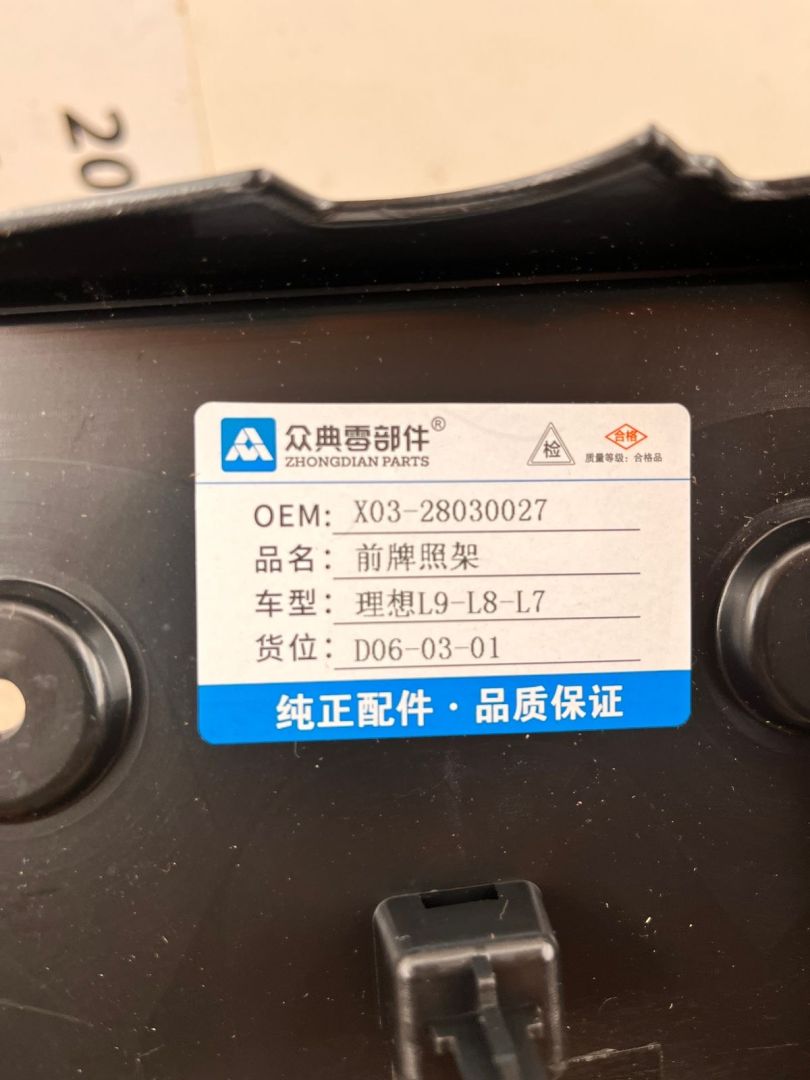 20
众典零部件®
ZHONGDIAN PARTS
检
合格
质量等级：合格品
OEM: X03-28030027
品名：前牌照架
车型：理想L9-L8-L7
货位：D06-03-01
纯正配件·品质保证